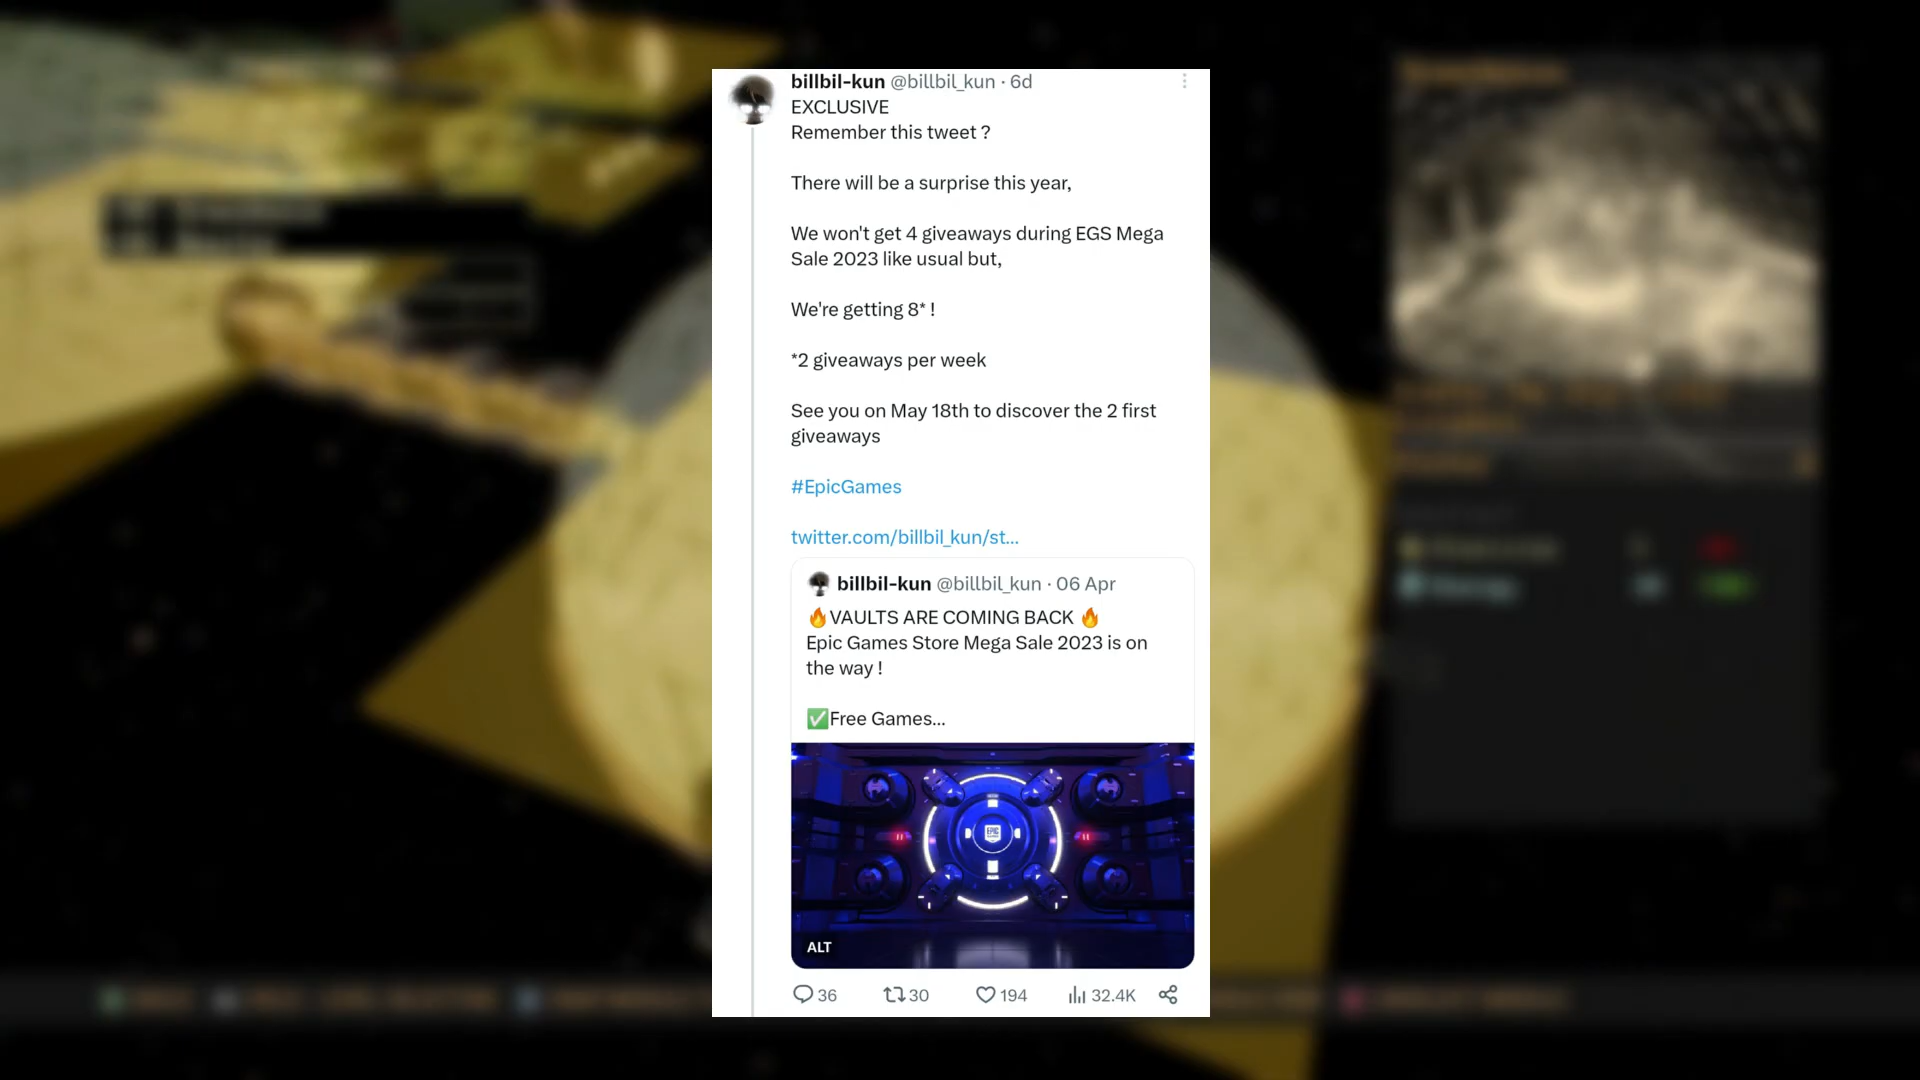 billbil-kun @billbil_kun · 6d
EXCLUSIVE
Remember this tweet ?
There will be a surprise this year,
We won't get 4 giveaways during EGS Mega
Sale 2023 like usual but,
We're getting 8* !
*2 giveaways per week
See you on May 18th to discover the 2 first
giveaways
#EpicGames
twitter.com/billbil_kun/st...
billbil-kun @billbil_kun · 06 Apr
🔥VAULTS ARE COMING BACK 🔥
Epic Games Store Mega Sale 2023 is on
the way !
✅Free Games...
EPIC
GAMES
ALT
36 30 194 32.4K